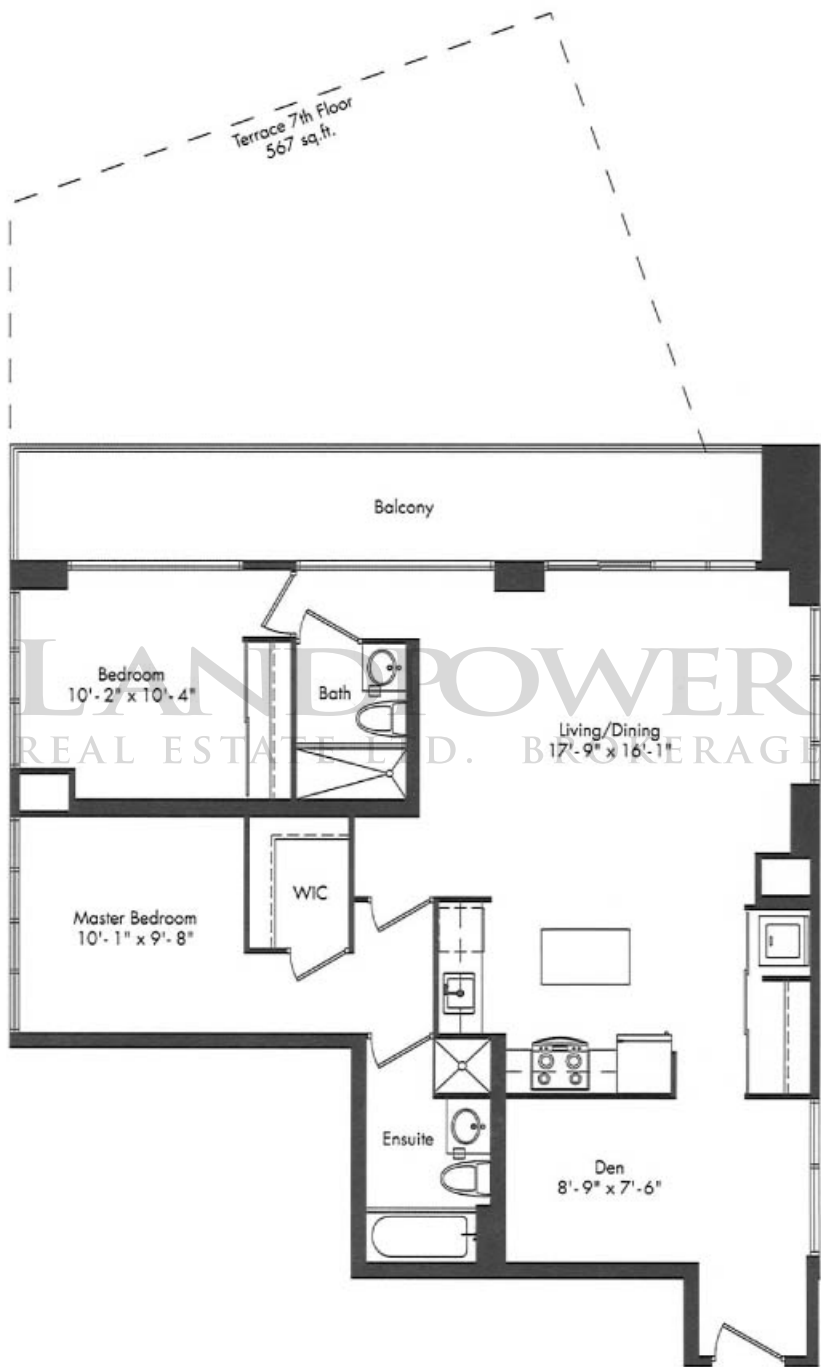 Terrace 7th Floor
567 sq.ft.
Balcony
Bedroom
10'-2" x 10'-4"
Bath
LANDPOWER
REAL ESTATE LTD. BROKERAGE
Living/Dining
17'-9" x 16'-1"
WIC
Master Bedroom
10'-1" x 9'-8"
Ensuite
Den
8'-9" x 7'-6"